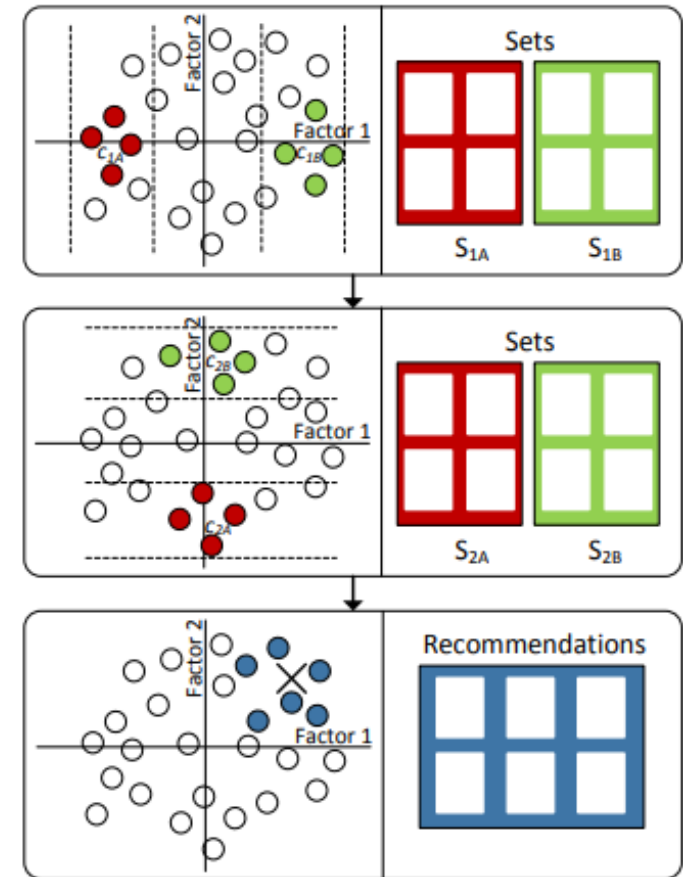 Factor 2
Factor 1
C1A
C1B
Sets
S1A
S1B
Factor 2
C2B
Factor 1
C2A
Sets
S2A
S2B
Factor 2
Factor 1
Recommendations